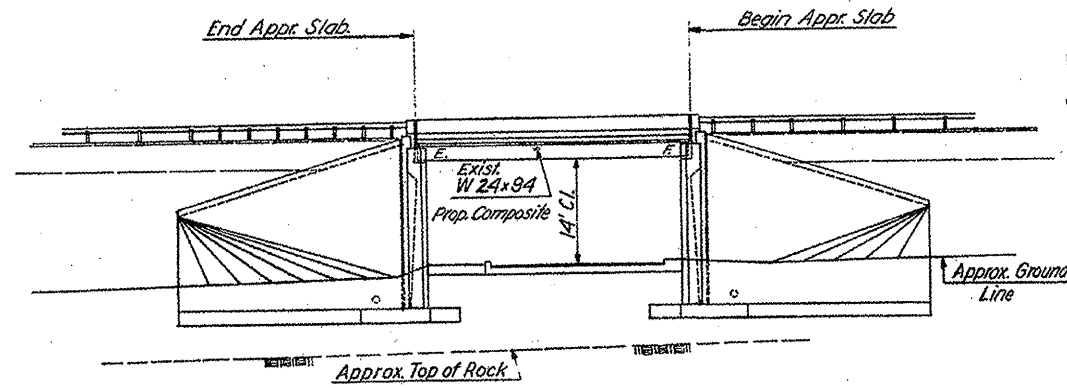 End Appr. Slab.
Begin Appr. Slab
E.
F.
Exist.
W 24x94
Prop. Composite
14' Cl.
Approx. Ground
Line
Approx. Top of Rock